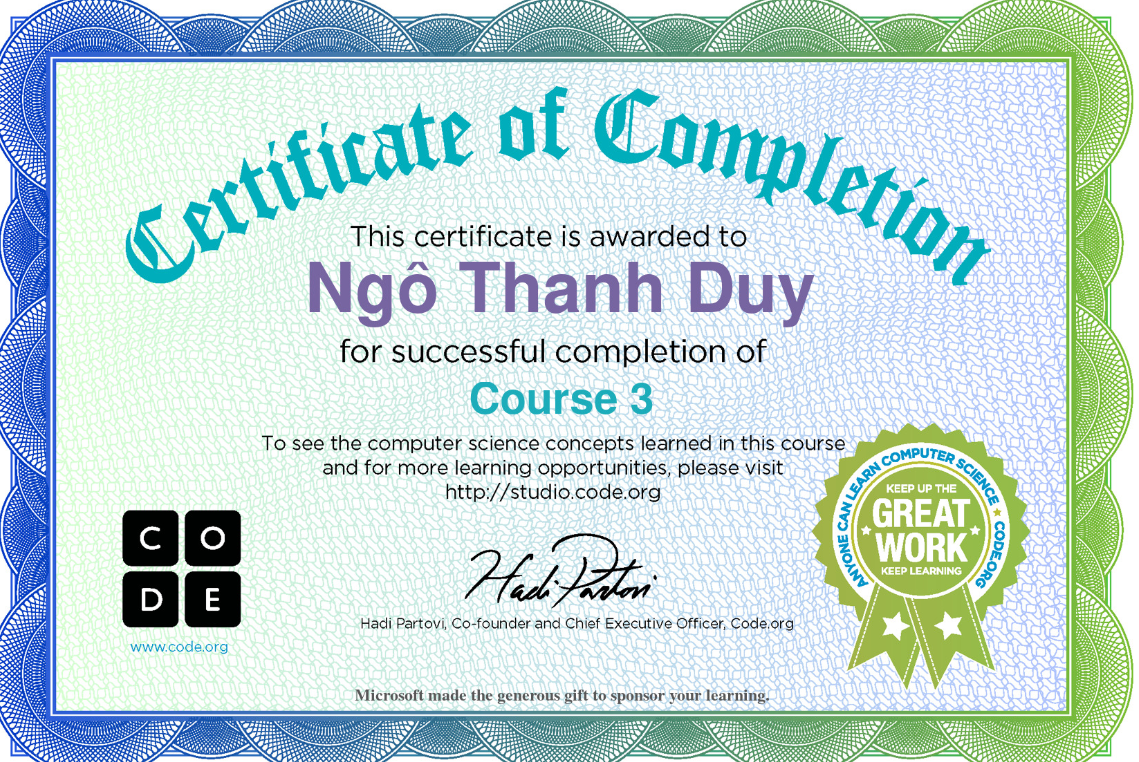 Certificate of Completion
This certificate is awarded to
Ngô Thanh Duy
for successful completion of
Course 3
To see the computer science concepts learned in this course
and for more learning opportunities, please visit
http://studio.code.org
C O
D E
www.code.org
Hadi Partovi
Hadi Partovi, Co-founder and Chief Executive Officer, Code.org
ANYONE CAN LEARN COMPUTER SCIENCE ★ CODE.ORG
KEEP UP THE
GREAT
WORK
KEEP LEARNING
Microsoft made the generous gift to sponsor your learning.